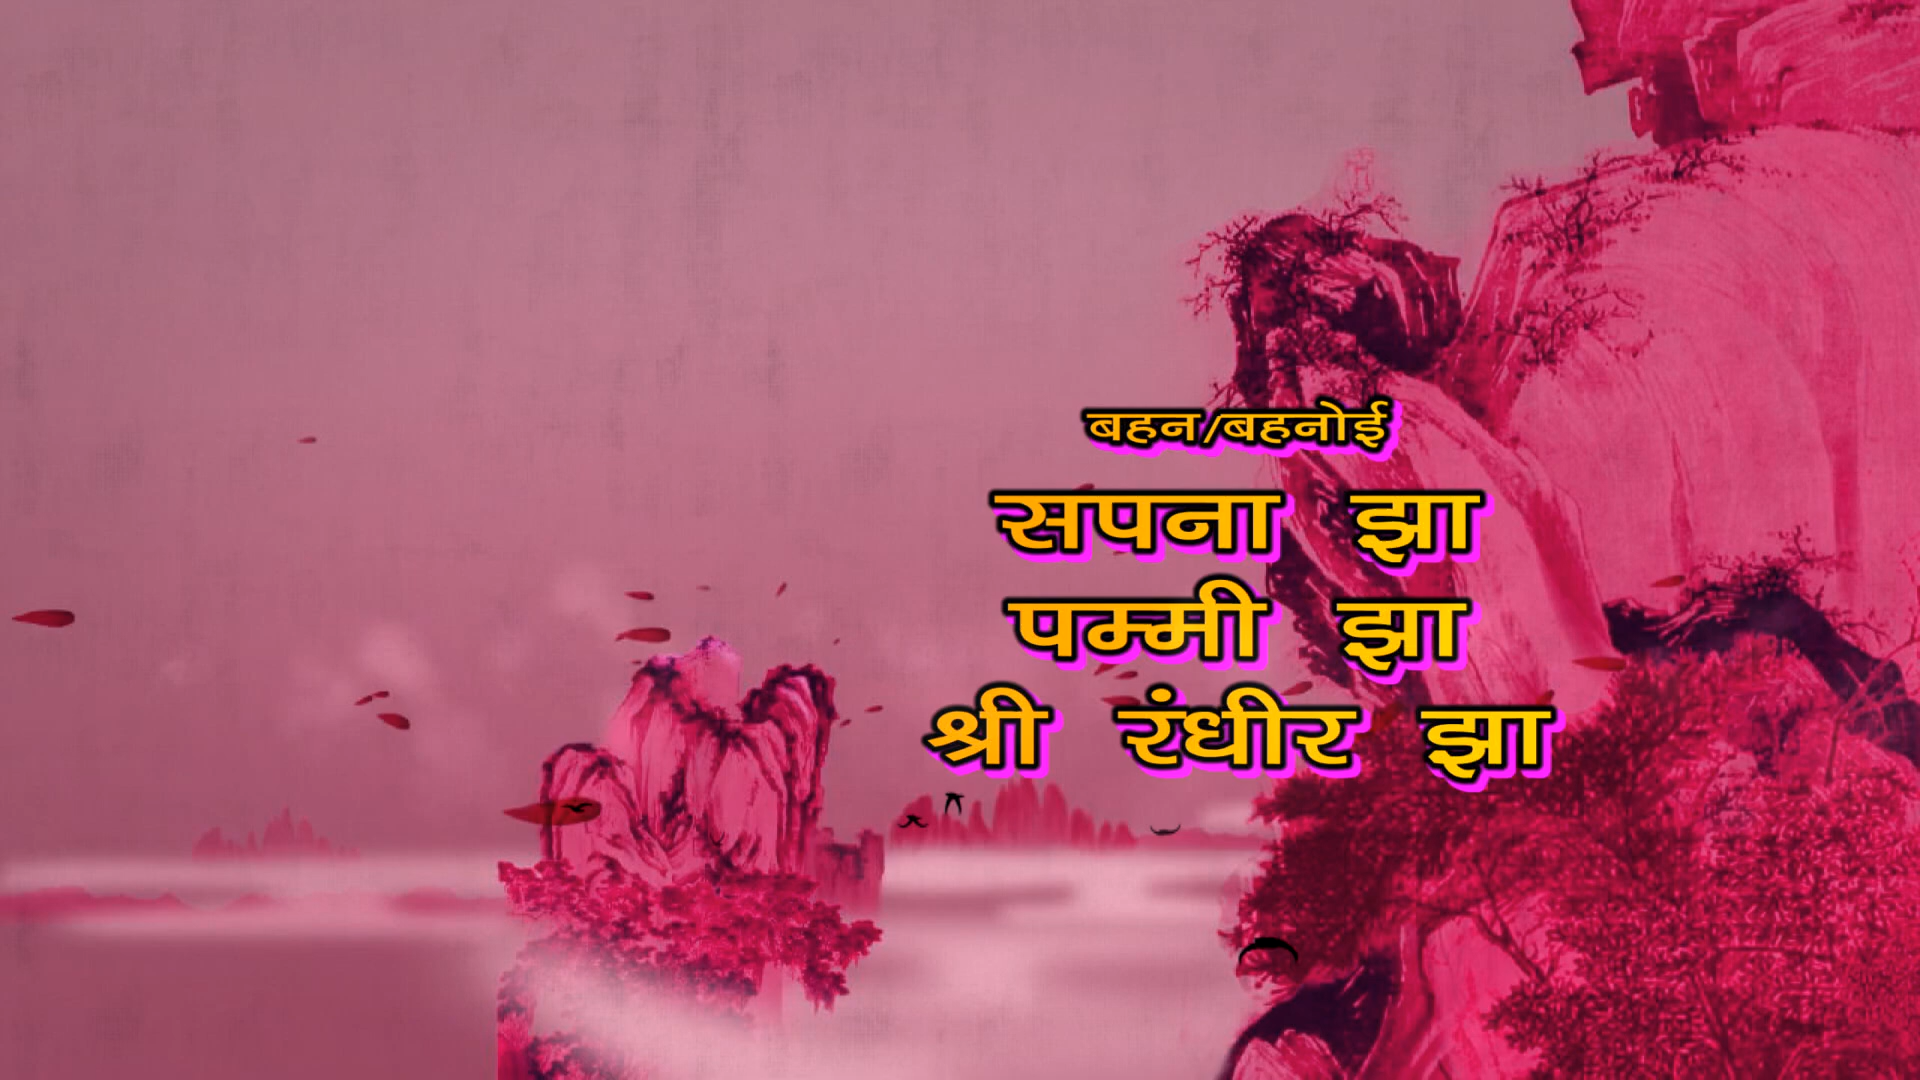 बहन/बहनोई
सपना झा
पम्मी झा
श्री रंधीर झा